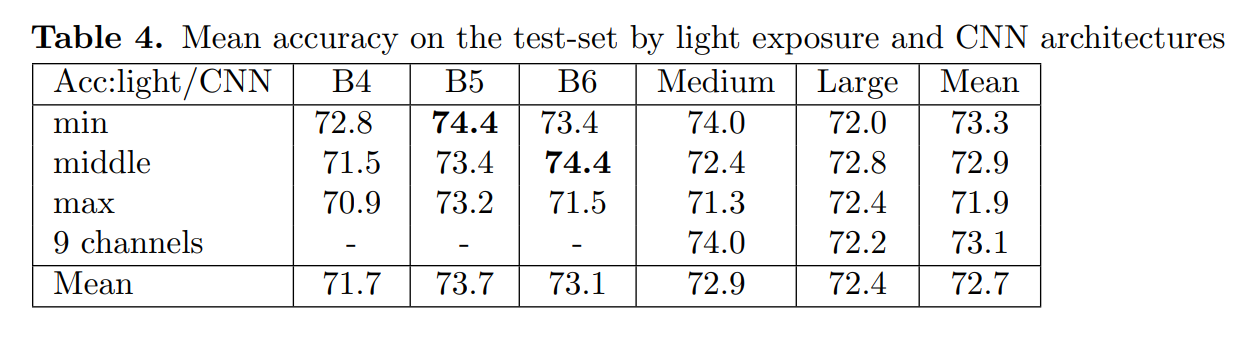 Table 4. Mean accuracy on the test-set by light exposure and CNN architectures
Acc:light/CNN B4 B5 B6 Medium Large Mean
min 72.8 74.4 73.4 74.0 72.0 73.3
middle 71.5 73.4 74.4 72.4 72.8 72.9
max 70.9 73.2 71.5 71.3 72.4 71.9
9 channels - - - 74.0 72.2 73.1
Mean 71.7 73.7 73.1 72.9 72.4 72.7